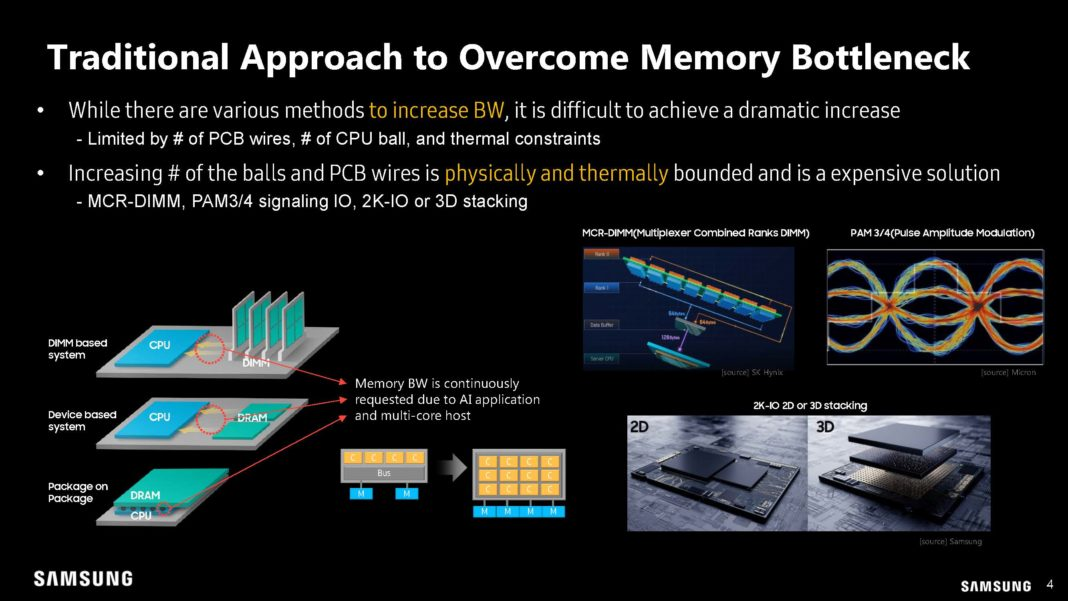 Traditional Approach to Overcome Memory Bottleneck
• While there are various methods to increase BW, it is difficult to achieve a dramatic increase
- Limited by # of PCB wires, # of CPU ball, and thermal constraints
• Increasing # of the balls and PCB wires is physically and thermally bounded and is a expensive solution
- MCR-DIMM, PAM3/4 signaling IO, 2K-IO or 3D stacking
MCR-DIMM(Multiplexer Combined Ranks DIMM)
Rank 0
Rank 1
Data Buffer
Server CPU
64Bytes
64Bytes
128Bytes
[source] SK Hynix
PAM 3/4(Pulse Amplitude Modulation)
[source] Micron
DIMM based
system
CPU
DIMM
Device based
system
CPU
DRAM
Package on
Package
DRAM
CPU
Memory BW is continuously
requested due to AI application
and multi-core host
C C C C
Bus
M M
C C C C
C C C C
C C C C
M M M M
2K-IO 2D or 3D stacking
2D
3D
[source] Samsung
SAMSUNG
SAMSUNG 4